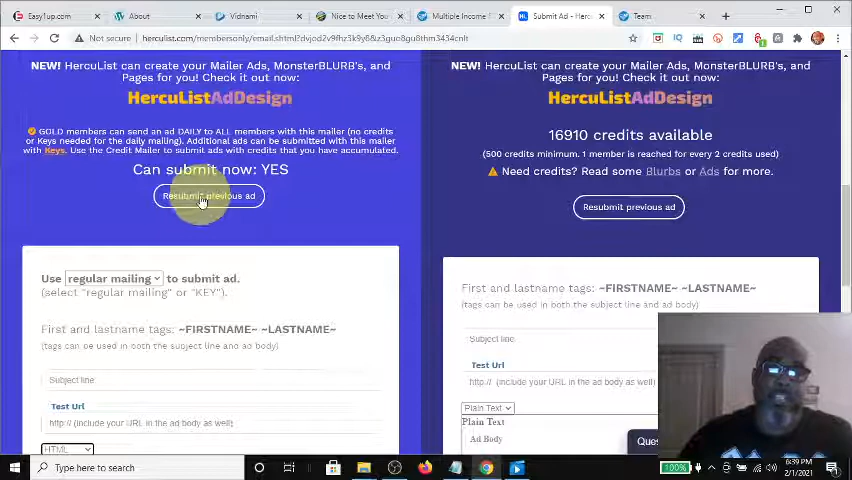 Easy1up.com
About
Vidnami
Nice to Meet You
Multiple Income
Submit Ad - Herc
Team
Not secure
herculist.com/membersonly/email.shtml?dvjod2v9fhz5k9y6&z3guo8gu8thm3434cnlt
NEW! HercuList can create your Mailer Ads, MonsterBLURB's, and
Pages for you! Check it out now:
HercuListAdDesign
GOLD members can send an ad DAILY to ALL members with this mailer (no credits
or Keys needed for the daily mailing). Additional ads can be submitted with this mailer
with Keys. Use the Credit Mailer to submit ads with credits that you have accumulated.
Can submit now: YES
Resubmit previous ad
Use regular mailing to submit ad.
(select "regular mailing" or "KEY").
First and lastname tags: ~FIRSTNAME~ ~LASTNAME~
(tags can be used in both the subject line and ad body)
Subject line
Test Url
http:// (include your URL in the ad body as well)
HTML
NEW! HercuList can create your Mailer Ads, MonsterBLURB's, and
Pages for you! Check it out now:
HercuListAdDesign
16910 credits available
(500 credits minimum. 1 member is reached for every 2 credits used)
Need credits? Read some Blurbs or Ads for more.
Resubmit previous ad
First and lastname tags: ~FIRSTNAME~ ~LASTNAME~
(tags can be used in both the subject line and ad body)
Subject line
Test Url
http:// (include your URL in the ad body as well)
Plain Text
Plain Text
Ad Body
Ques
Type here to search
100%
6:39 PM
2/1/2021